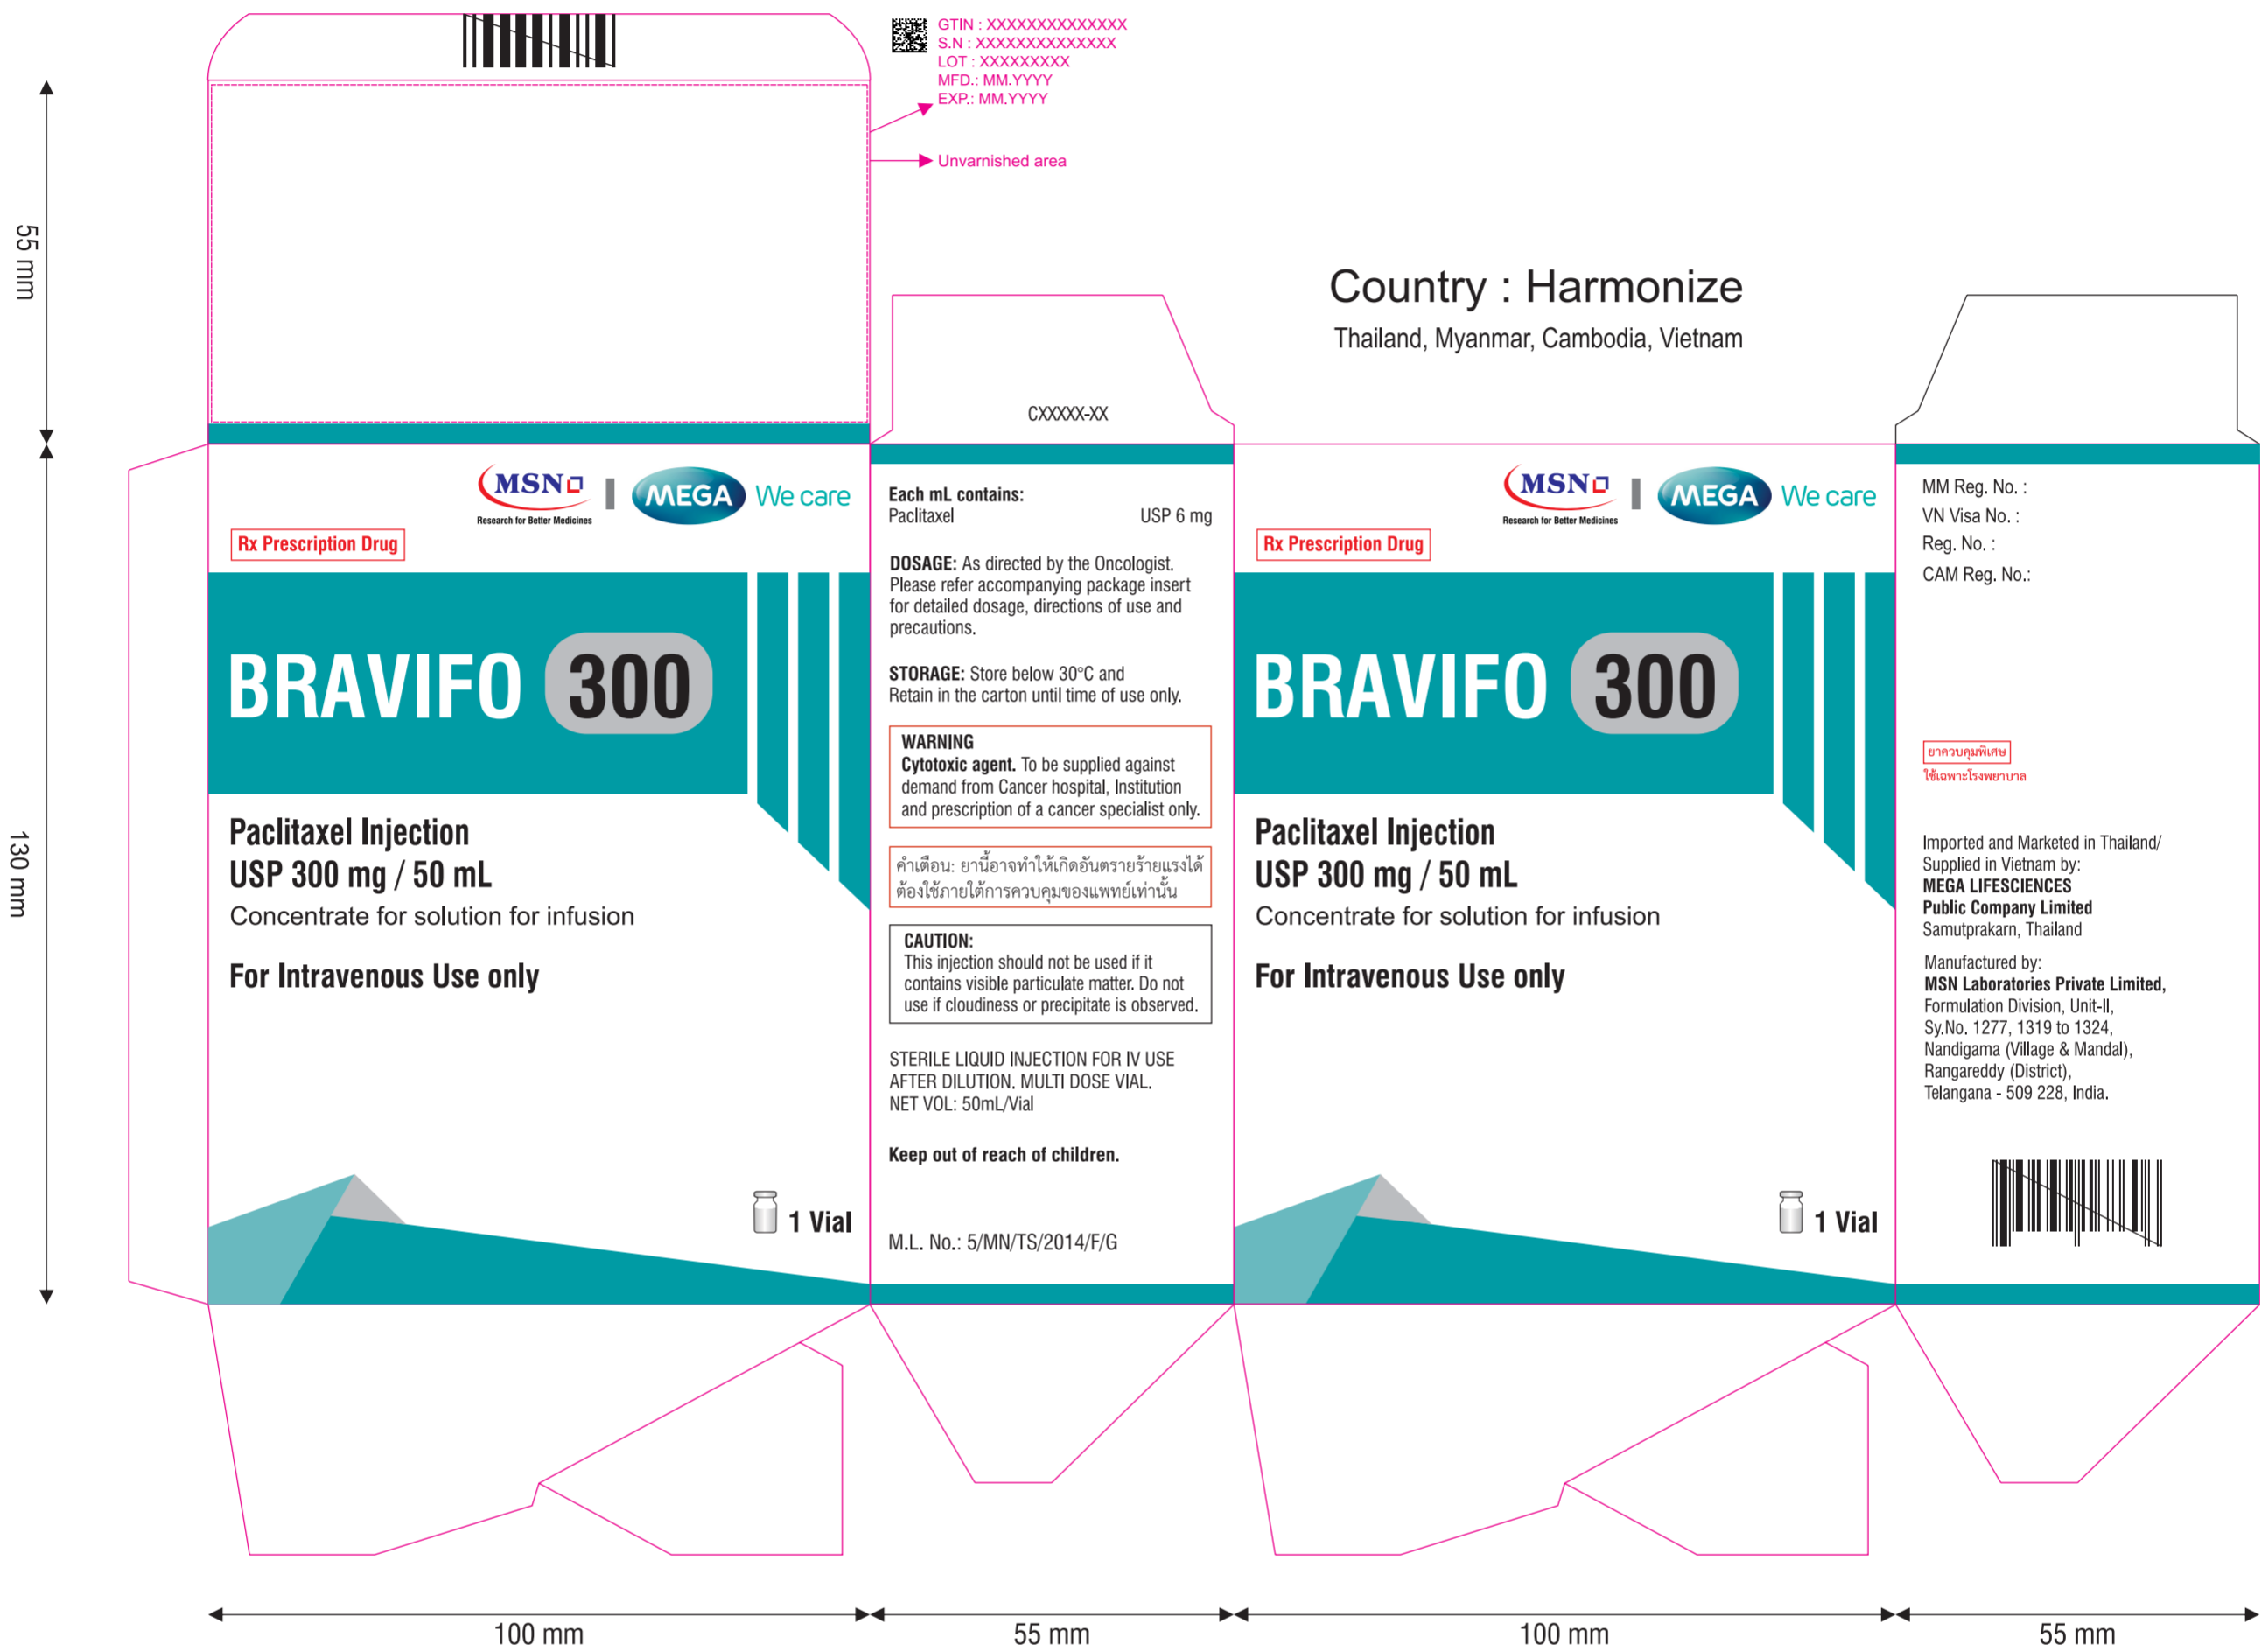 GTIN : XXXXXXXXXXXXXX
S.N : XXXXXXXXXXXXXX
LOT : XXXXXXXXX
MFD.: MM.YYYY
EXP.: MM.YYYY
Unvarnished area
55 mm
Country : Harmonize
Thailand, Myanmar, Cambodia, Vietnam
CXXXXX-XX
130 mm
MSN
Research for Better Medicines
MEGA We care
Rx Prescription Drug
BRAVIFO 300
Paclitaxel Injection
USP 300 mg / 50 mL
Concentrate for solution for infusion
For Intravenous Use only
1 Vial
Each mL contains:
Paclitaxel USP 6 mg
DOSAGE: As directed by the Oncologist.
Please refer accompanying package insert
for detailed dosage, directions of use and
precautions.
STORAGE: Store below 30°C and
Retain in the carton until time of use only.
WARNING
Cytotoxic agent. To be supplied against
demand from Cancer hospital, Institution
and prescription of a cancer specialist only.
คำเตือน: ยานี้อาจทำให้เกิดอันตรายร้ายแรงได้
ต้องใช้ภายใต้การควบคุมของแพทย์เท่านั้น
CAUTION:
This injection should not be used if it
contains visible particulate matter. Do not
use if cloudiness or precipitate is observed.
STERILE LIQUID INJECTION FOR IV USE
AFTER DILUTION. MULTI DOSE VIAL.
NET VOL: 50mL/Vial
Keep out of reach of children.
M.L. No.: 5/MN/TS/2014/F/G
MSN
Research for Better Medicines
MEGA We care
Rx Prescription Drug
BRAVIFO 300
Paclitaxel Injection
USP 300 mg / 50 mL
Concentrate for solution for infusion
For Intravenous Use only
1 Vial
MM Reg. No. :
VN Visa No. :
Reg. No. :
CAM Reg. No.:
ยาควบคุมพิเศษ
ใช้เฉพาะโรงพยาบาล
Imported and Marketed in Thailand/
Supplied in Vietnam by:
MEGA LIFESCIENCES
Public Company Limited
Samutprakarn, Thailand
Manufactured by:
MSN Laboratories Private Limited,
Formulation Division, Unit-II,
Sy.No. 1277, 1319 to 1324,
Nandigama (Village & Mandal),
Rangareddy (District),
Telangana - 509 228, India.
100 mm
55 mm
100 mm
55 mm